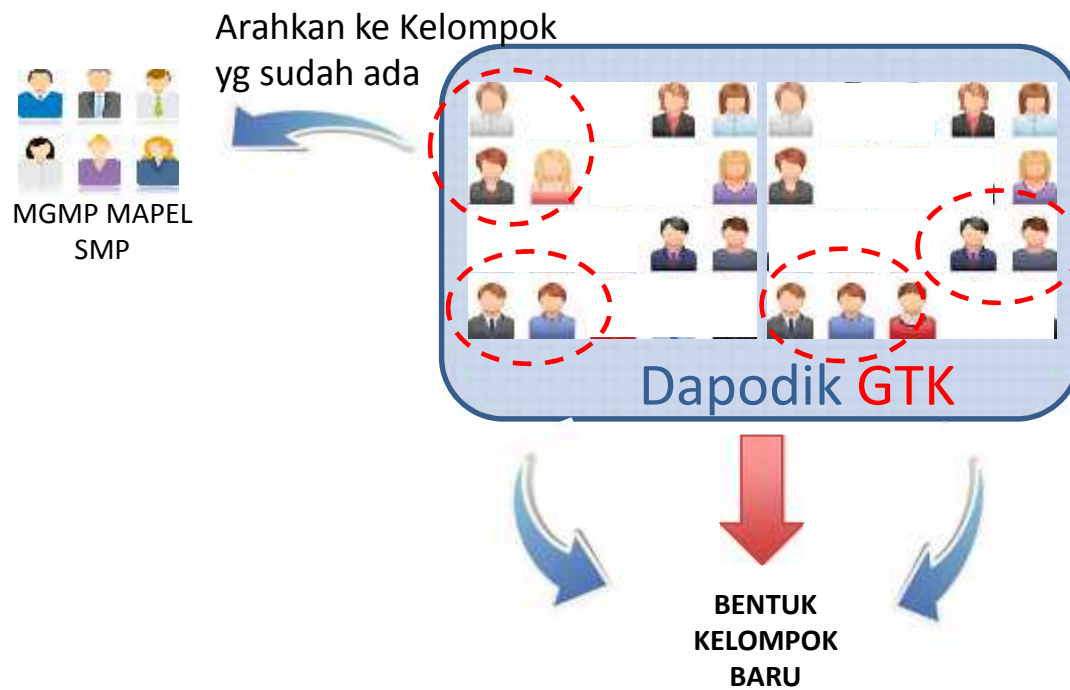 Arahkan ke Kelompok
yg sudah ada
MGMP MAPEL
SMP
Dapodik GTK
BENTUK
KELOMPOK
BARU